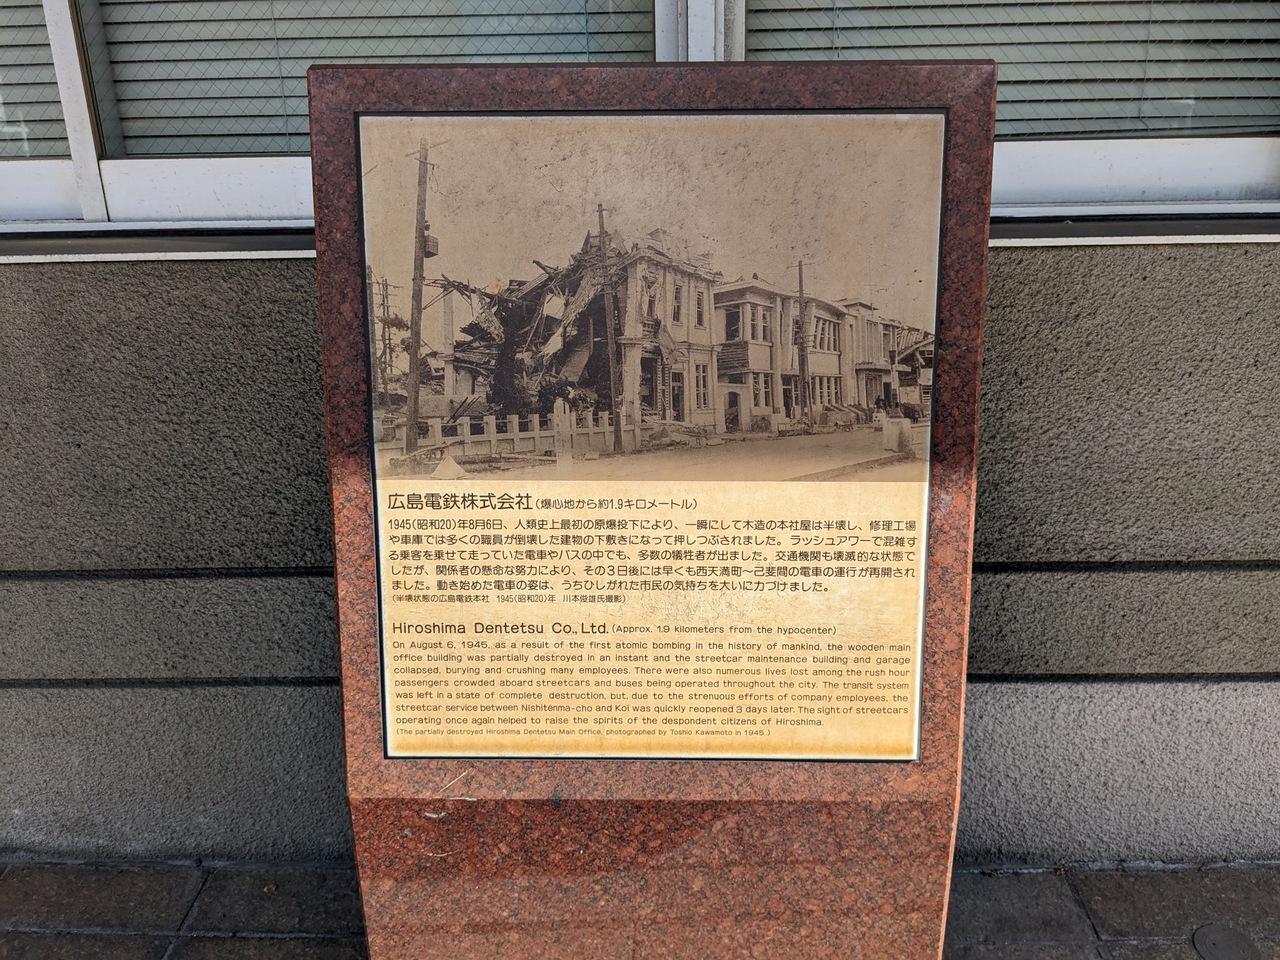 広島電鉄株式会社(爆心地から約1.9キロメートル)
1945(昭和20)年8月6日、人類史上最初の原爆投下により、一瞬にして木造の本社屋は半壊し、修理工場
や車庫では多くの職員が倒壊した建物の下敷きになって押しつぶされました。ラッシュアワーで混雑す
る乗客を乗せて走っていた電車やバスの中でも、多数の犠牲者が出ました。交通機関も壊滅的な状態で
したが、関係者の懸命な努力により、その3日後には早くも西天満町〜己斐間の電車の運行が再開され
ました。動き始めた電車の姿は、うちひしがれた市民の気持ちを大いに力づけました。
(半壊状態の広島電鉄本社 1945(昭和20)年 川本俊雄氏撮影)
Hiroshima Dentetsu Co.,Ltd.(Approx. 1.9 kilometers from the hypocenter)
On August 6, 1945, as a result of the first atomic bombing in the history of mankind, the wooden main
office building was partially destroyed in an instant and the streetcar maintenance building and garage
collapsed, burying and crushing many employees. There were also numerous lives lost among the rush hour
passengers crowded aboard streetcars and buses being operated throughout the city. The transit system
was left in a state of complete destruction, but, due to the strenuous efforts of company employees, the
streetcar service between Nishitenma-cho and Koi was quickly reopened 3 days later. The sight of streetcars
operating once again helped to raise the spirits of the despondent citizens of Hiroshima.
(The partially destroyed Hiroshima Dentetsu Main Office, photographed by Toshio Kawamoto in 1945.)